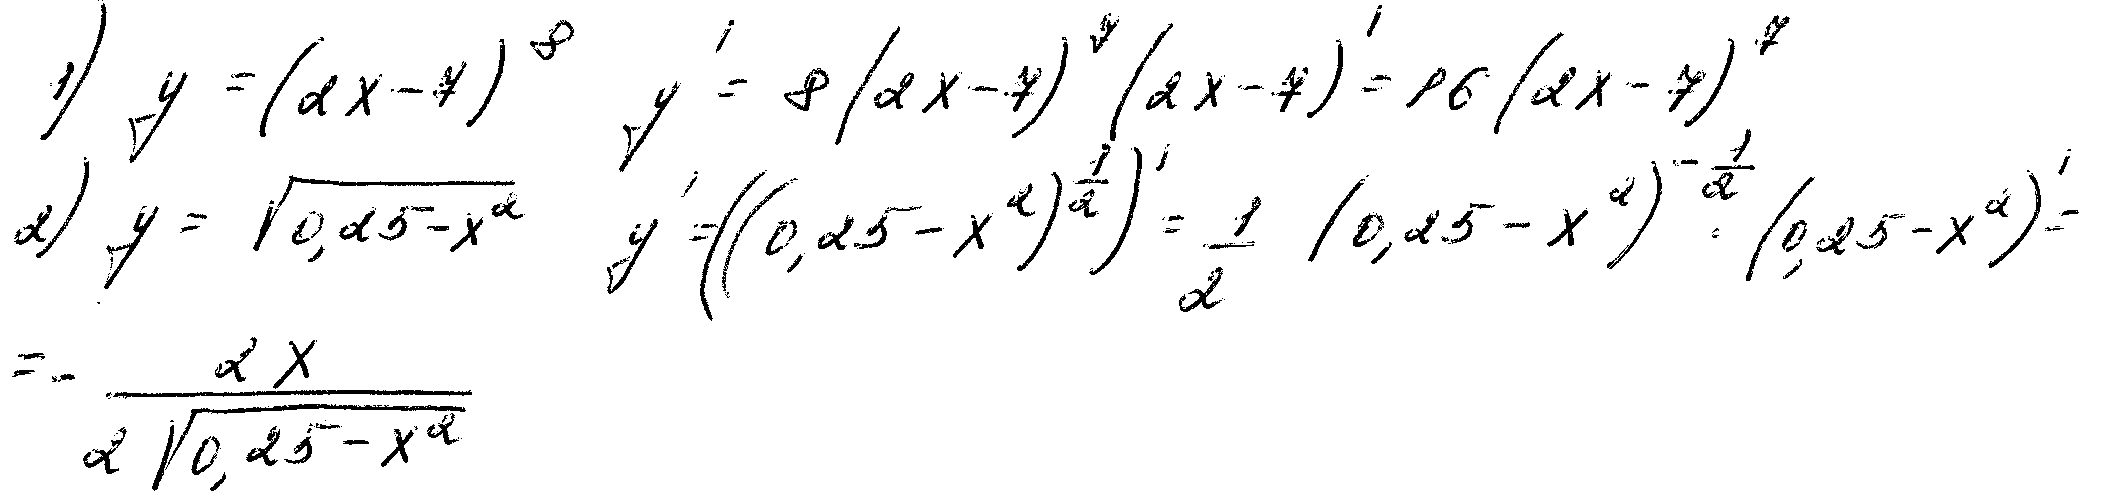 1) y = (2x-7)^8 y' = 8(2x-7)^7 (2x-7)' = 16(2x-7)^7
2) y = √(0,25-x^2) y' = ((0,25-x^2)^(1/2))' = 1/2 (0,25-x^2)^(-1/2) · (0,25-x^2)' =
= - 2x / (2√(0,25-x^2))